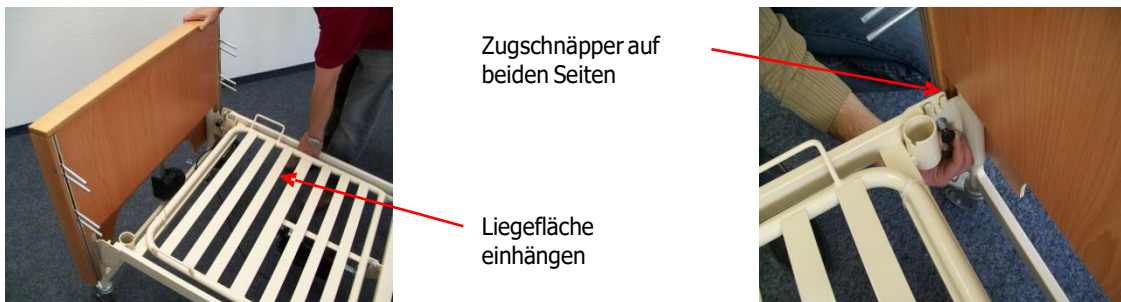 Zugschnäpper auf
beiden Seiten
Liegefläche
einhängen